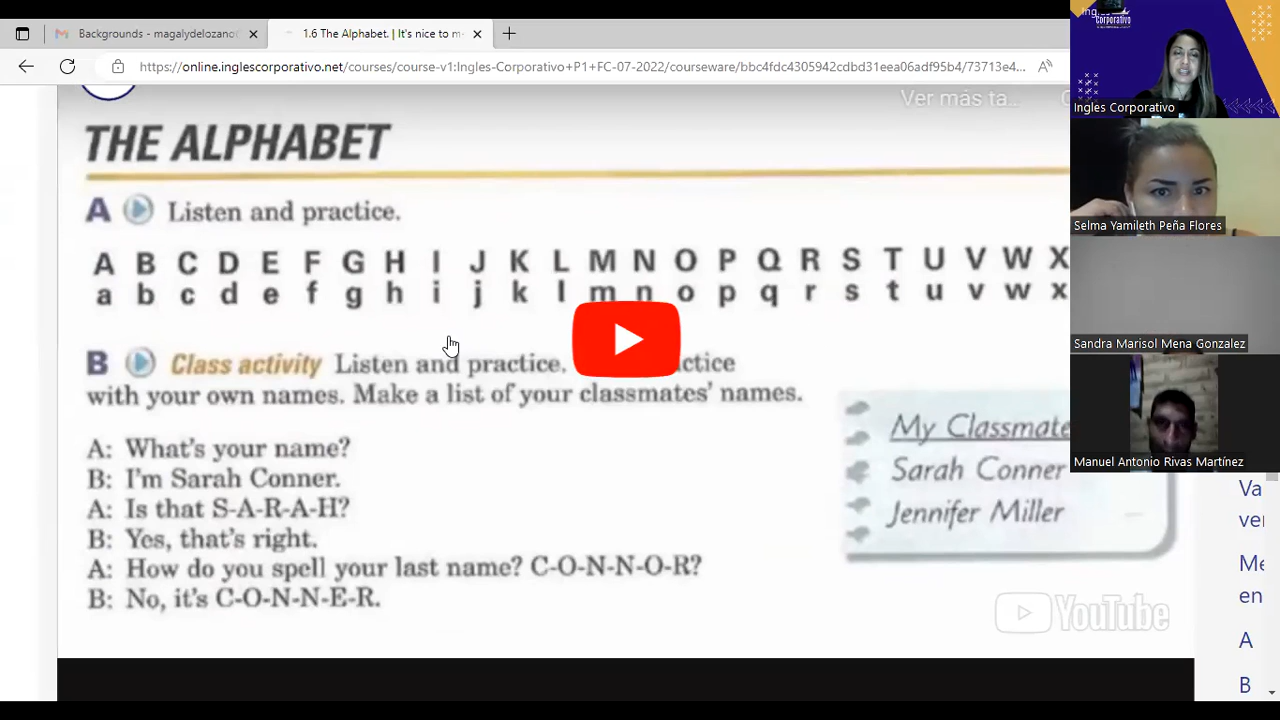 Backgrounds - magalydelozano
1.6 The Alphabet. | It's nice to m
https://online.inglescorporativo.net/courses/course-v1:Ingles-Corporativo+P1+FC-07-2022/courseware/bbc4fdc4305942cdbd31eea06adf95b4/73713e4...
Ver más ta...
THE ALPHABET
A Listen and practice.
A B C D E F G H I J K L M N O P Q R S T U V W X
a b c d e f g h i j k l m n o p q r s t u v w x
B Class activity Listen and practice.
with your own names. Make a list of your classmates' names.
A: What's your name?
B: I'm Sarah Conner.
A: Is that S-A-R-A-H?
B: Yes, that's right.
A: How do you spell your last name? C-O-N-N-O-R?
B: No, it's C-O-N-N-E-R.
My Classmate
Sarah Conner
Jennifer Miller
YouTube
Corporativo
Ingles Corporativo
Selma Yamileth Peña Flores
Sandra Marisol Mena Gonzalez
Manuel Antonio Rivas Martínez
Va
ve
Me
en
A
B